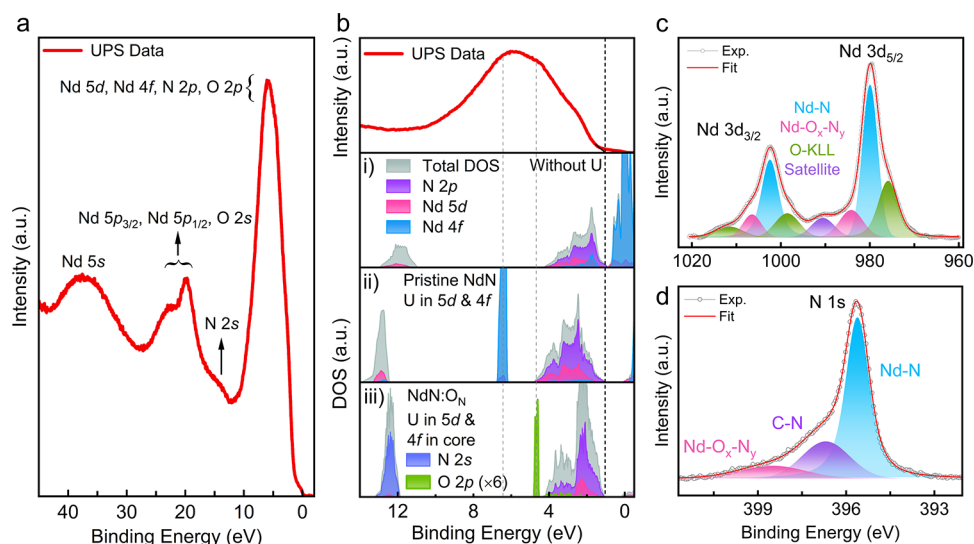 a
UPS Data
Nd 5d, Nd 4f, N 2p, O 2p
Nd 5p3/2, Nd 5p1/2, O 2s
Nd 5s
N 2s
Intensity (a.u.)
40 30 20 10 0
Binding Energy (eV)
b
UPS Data
Intensity (a.u.)
i)
Total DOS
Without U
N 2p
Nd 5d
Nd 4f
ii)
Pristine NdN
U in 5d & 4f
iii)
NdN:ON
U in 5d &
4f in core
N 2s
O 2p (×6)
DOS (a.u.)
12 8 4 0
Binding Energy (eV)
c
Exp.
Fit
Nd 3d5/2
Nd 3d3/2
Nd-N
Nd-Ox-Ny
O-KLL
Satellite
Intensity (a.u.)
1020 1000 980 960
Binding Energy (eV)
d
Exp.
Fit
N 1s
Nd-N
C-N
Nd-Ox-Ny
Intensity (a.u.)
399 396 393
Binding Energy (eV)